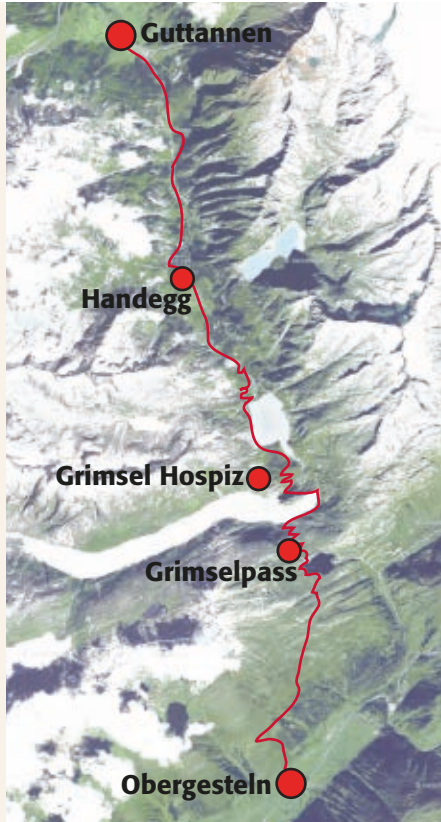 Guttannen
Handegg
Grimsel Hospiz
Grimselpass
Obergesteln